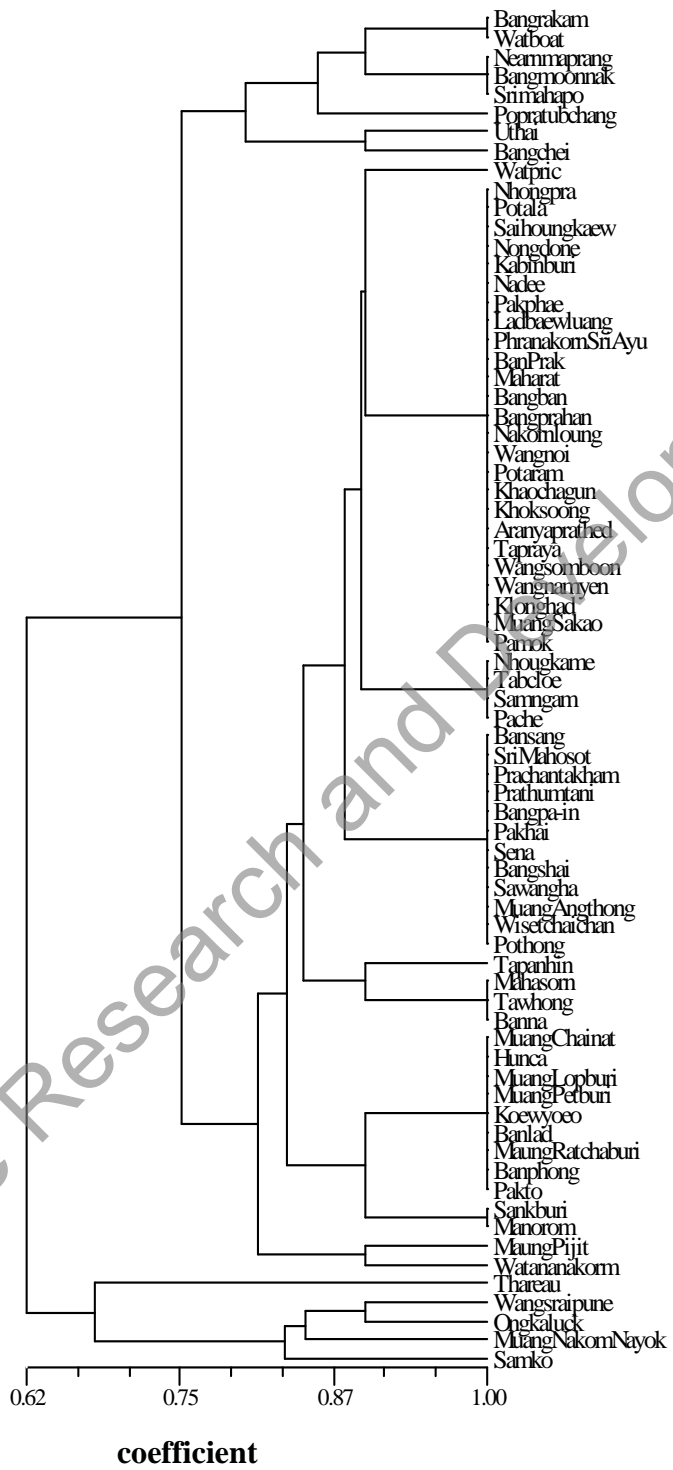 Bangrakam
Watboat
Nearnmaprang
Bangmoonnak
Srimahapo
Popratubchang
Uthai
Bangchei
Watpric
Nhongpra
Potala
Saihoungkaew
Nongdone
Kabinburi
Nadee
Pakphae
Ladbaewluang
PhranakornSriAyu
BanPrak
Maharat
Bangban
Bangprahan
Nakornloung
Wangnoi
Potaram
Khaochagun
Khoksoong
Aranyaprathed
Tapraya
Wangsomboon
Wangnamyen
Klonghad
MuangSakao
Pamok
Nhougkame
Tabcloe
Samngam
Pache
Bansang
SriMahosot
Prachantakham
Prathumtani
Bangpa-in
Pakhai
Sena
Bangshai
Sawangha
MuangAngthong
Wisetchaichan
Pothong
Tapanhin
Mahasorn
Tawhong
Banna
MuangChainat
Hunca
MuangLopburi
MuangPetburi
Koewyoeo
Banlad
MaungRatchaburi
Banphong
Pakto
Sankburi
Manorom
MaungPijit
Watananakorm
Thareau
Wangsraipune
Ongkaluck
MuangNakornNayok
Samko
0.62 0.75 0.87 1.00
coefficient
Research and Develop